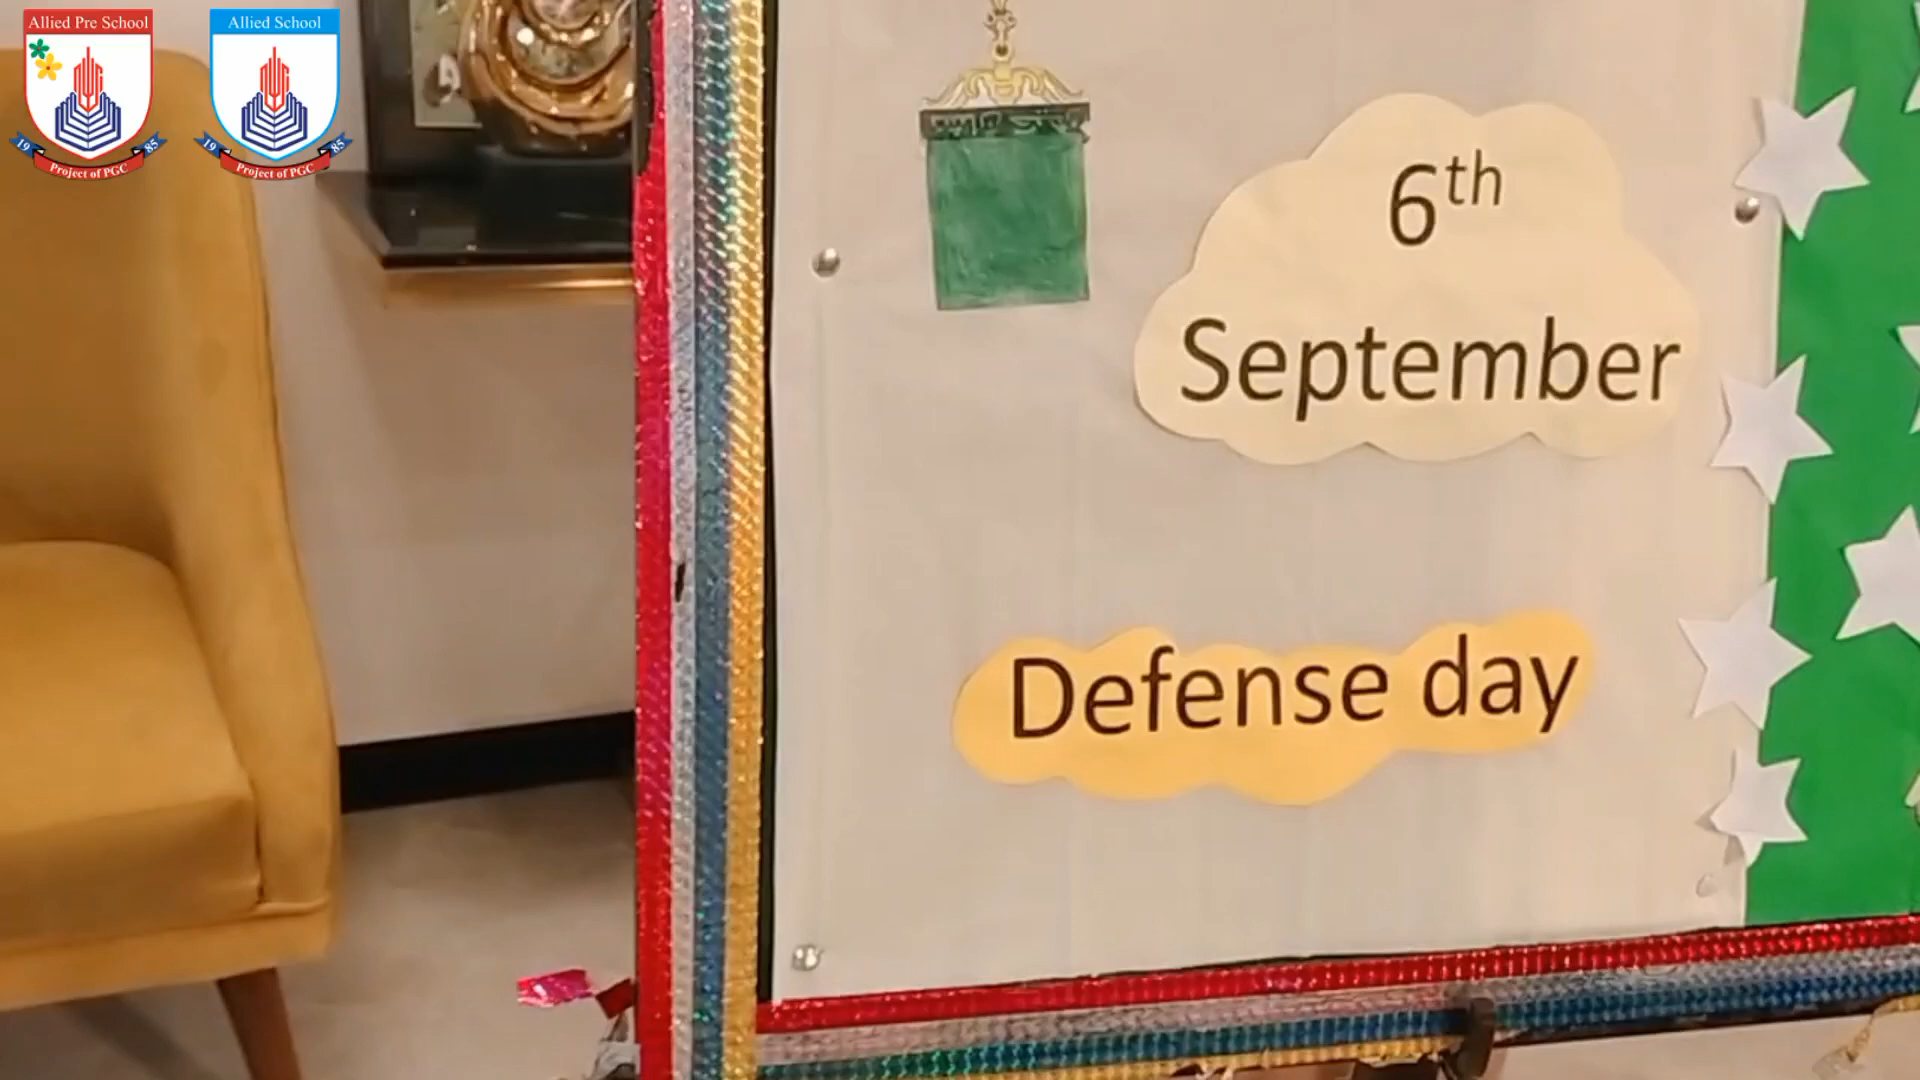 Allied Pre School
19 85
Project of PGC
Allied School
19 85
Project of PGC
6th
September
Defense day